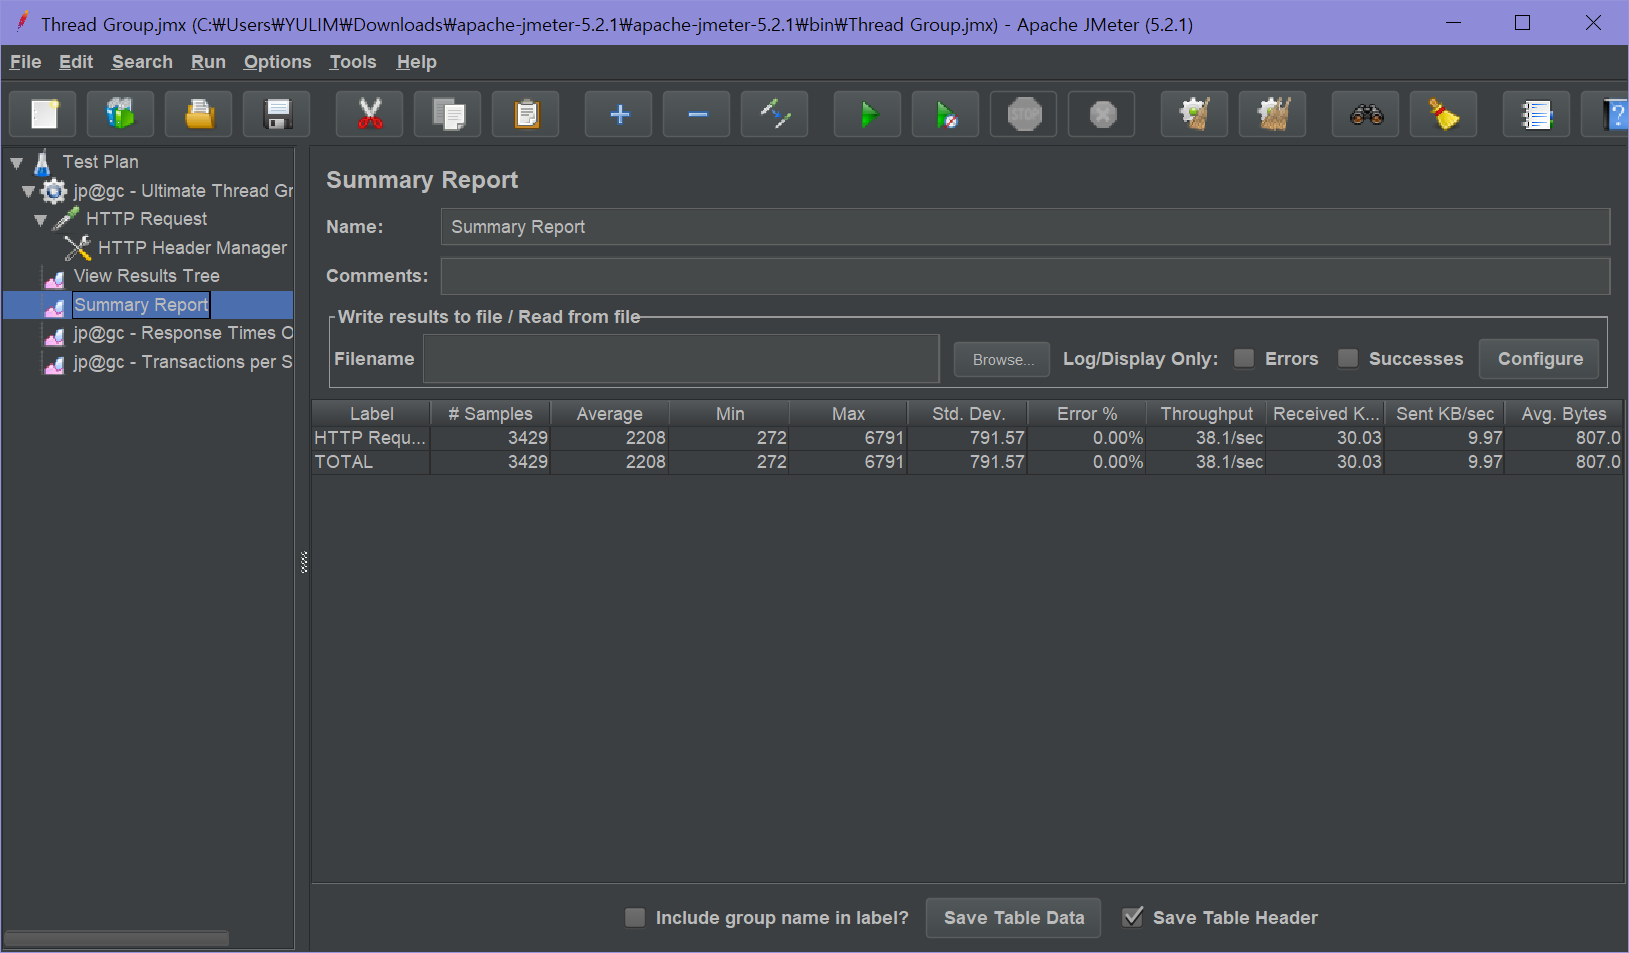 Thread Group.jmx (C:₩Users₩YULIM₩Downloads₩apache-jmeter-5.2.1₩apache-jmeter-5.2.1₩bin₩Thread Group.jmx) - Apache JMeter (5.2.1)
File Edit Search Run Options Tools Help
STOP
?
Test Plan
jp@gc - Ultimate Thread Gr
HTTP Request
HTTP Header Manager
View Results Tree
Summary Report
jp@gc - Response Times O
jp@gc - Transactions per S
Summary Report
Name: Summary Report
Comments:
Write results to file / Read from file
Filename Browse... Log/Display Only: Errors Successes Configure
Label # Samples Average Min Max Std. Dev. Error % Throughput Received K... Sent KB/sec Avg. Bytes
HTTP Requ... 3429 2208 272 6791 791.57 0.00% 38.1/sec 30.03 9.97 807.0
TOTAL 3429 2208 272 6791 791.57 0.00% 38.1/sec 30.03 9.97 807.0
Include group name in label? Save Table Data Save Table Header